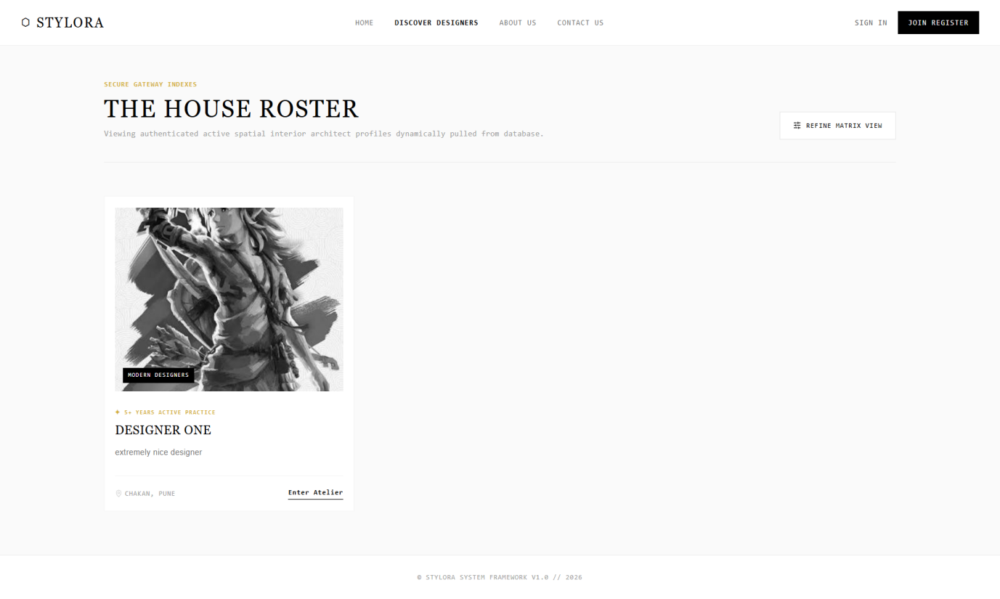 STYLORA
HOME DISCOVER DESIGNERS ABOUT US CONTACT US
SIGN IN JOIN REGISTER
SECURE GATEWAY INDEXES
THE HOUSE ROSTER
Viewing authenticated active spatial interior architect profiles dynamically pulled from database.
REFINE MATRIX VIEW
MODERN DESIGNERS
✦ 5+ YEARS ACTIVE PRACTICE
DESIGNER ONE
extremely nice designer
CHAKAN, PUNE
Enter Atelier
© STYLORA SYSTEM FRAMEWORK V1.0 // 2026